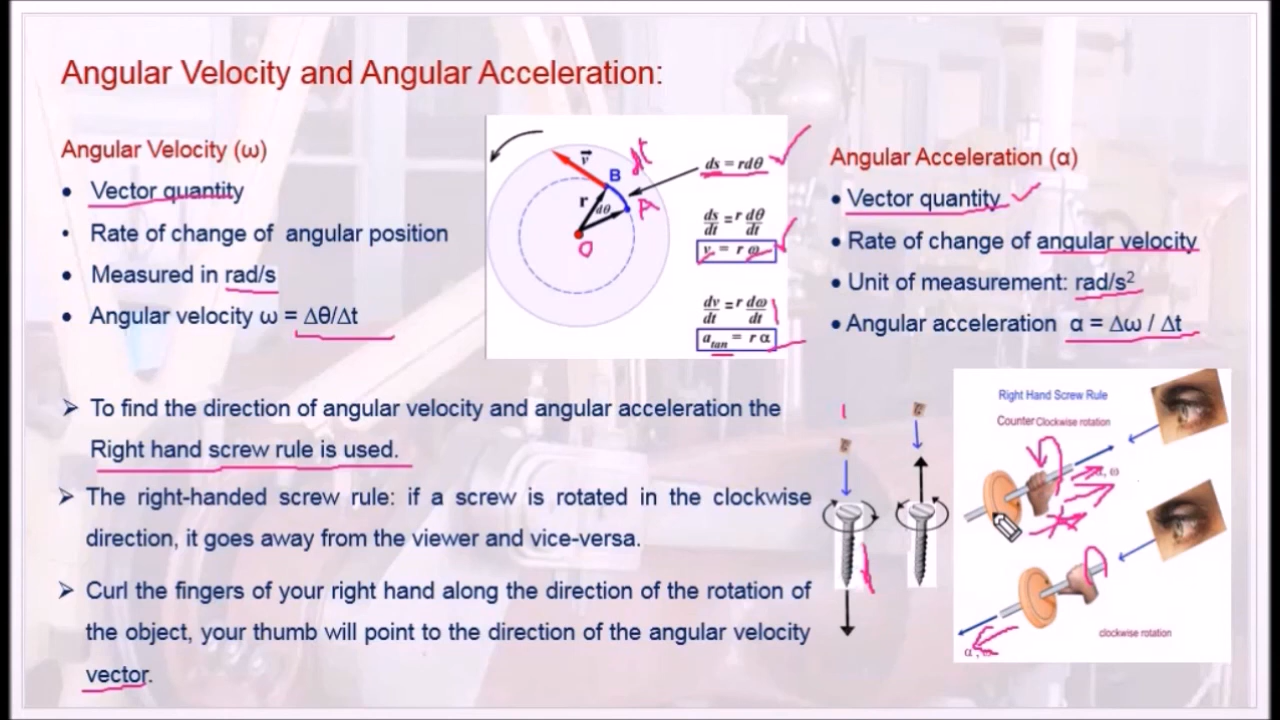 Angular Velocity and Angular Acceleration:
Angular Velocity (ω)
• Vector quantity
• Rate of change of angular position
• Measured in rad/s
• Angular velocity ω = Δθ/Δt
v
B
dt
r
dθ
A
O
ds = rdθ
ds/dt = r dθ/dt
v = r ω
dv/dt = r dω/dt
a_tan = r α
Angular Acceleration (α)
• Vector quantity
• Rate of change of angular velocity
• Unit of measurement: rad/s²
• Angular acceleration α = Δω / Δt
➢ To find the direction of angular velocity and angular acceleration the
Right hand screw rule is used.
➢ The right-handed screw rule: if a screw is rotated in the clockwise
direction, it goes away from the viewer and vice-versa.
➢ Curl the fingers of your right hand along the direction of the rotation of
the object, your thumb will point to the direction of the angular velocity
vector.
Right Hand Screw Rule
Counter Clockwise rotation
α, ω
clockwise rotation
α, ω